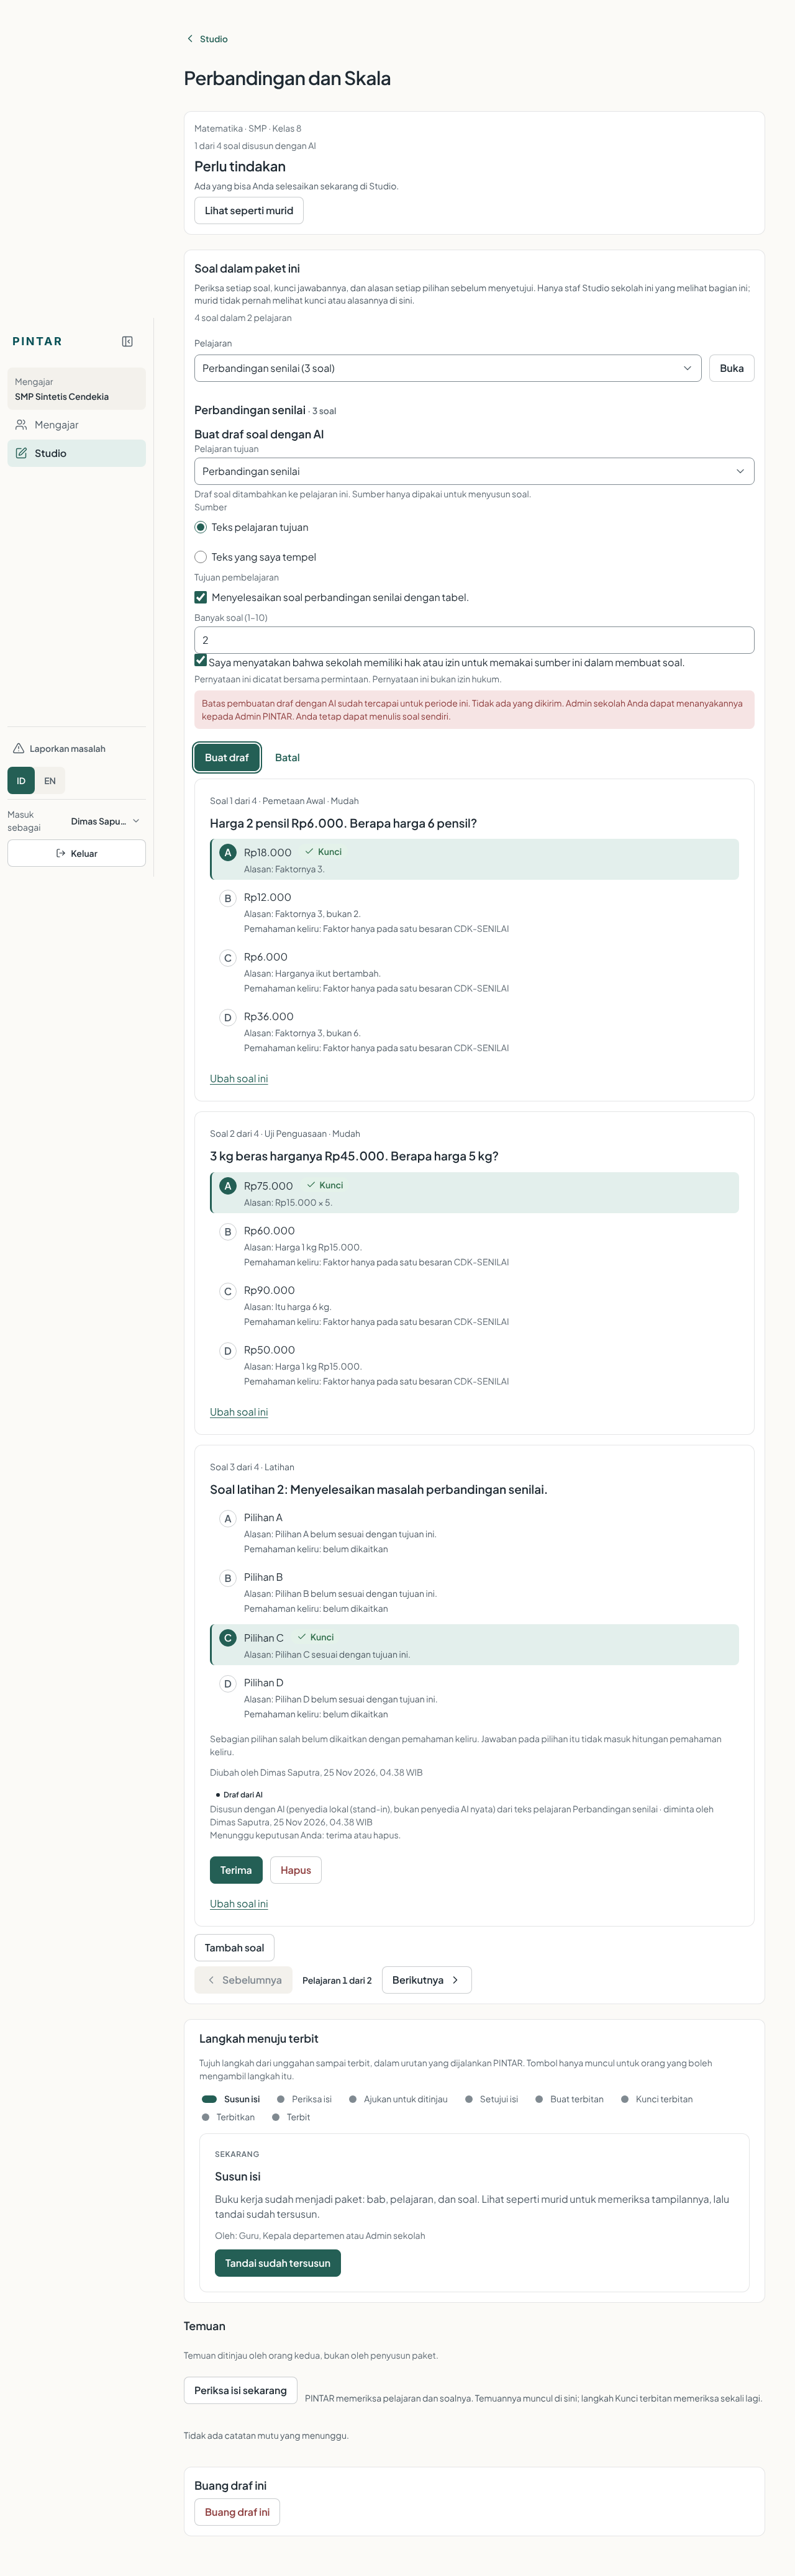 Studio
Perbandingan dan Skala
Matematika · SMP · Kelas 8
1 dari 4 soal disusun dengan AI
Perlu tindakan
Ada yang bisa Anda selesaikan sekarang di Studio.
Lihat seperti murid
Soal dalam paket ini
Periksa setiap soal, kunci jawabannya, dan alasan setiap pilihan sebelum menyetujui. Hanya staf Studio sekolah ini yang melihat bagian ini;
murid tidak pernah melihat kunci atau alasannya di sini.
4 soal dalam 2 pelajaran
Pelajaran
Perbandingan senilai (3 soal)
Buka
Perbandingan senilai · 3 soal
Buat draf soal dengan AI
Pelajaran tujuan
Perbandingan senilai
Draf soal ditambahkan ke pelajaran ini. Sumber hanya dipakai untuk menyusun soal.
Sumber
Teks pelajaran tujuan
Teks yang saya tempel
Tujuan pembelajaran
Menyelesaikan soal perbandingan senilai dengan tabel.
Banyak soal (1–10)
2
Saya menyatakan bahwa sekolah memiliki hak atau izin untuk memakai sumber ini dalam membuat soal.
Pernyataan ini dicatat bersama permintaan. Pernyataan ini bukan izin hukum.
Batas pembuatan draf dengan AI sudah tercapai untuk periode ini. Tidak ada yang dikirim. Admin sekolah Anda dapat menanyakannya
kepada Admin PINTAR. Anda tetap dapat menulis soal sendiri.
Buat draf
Batal
Soal 1 dari 4 · Pemetaan Awal · Mudah
Harga 2 pensil Rp6.000. Berapa harga 6 pensil?
A Rp18.000 Kunci
Alasan: Faktornya 3.
B Rp12.000
Alasan: Faktornya 3, bukan 2.
Pemahaman keliru: Faktor hanya pada satu besaran CDK-SENILAI
C Rp6.000
Alasan: Harganya ikut bertambah.
Pemahaman keliru: Faktor hanya pada satu besaran CDK-SENILAI
D Rp36.000
Alasan: Faktornya 3, bukan 6.
Pemahaman keliru: Faktor hanya pada satu besaran CDK-SENILAI
Ubah soal ini
Soal 2 dari 4 · Uji Penguasaan · Mudah
3 kg beras harganya Rp45.000. Berapa harga 5 kg?
A Rp75.000 Kunci
Alasan: Rp15.000 × 5.
B Rp60.000
Alasan: Harga 1 kg Rp15.000.
Pemahaman keliru: Faktor hanya pada satu besaran CDK-SENILAI
C Rp90.000
Alasan: Itu harga 6 kg.
Pemahaman keliru: Faktor hanya pada satu besaran CDK-SENILAI
D Rp50.000
Alasan: Harga 1 kg Rp15.000.
Pemahaman keliru: Faktor hanya pada satu besaran CDK-SENILAI
Ubah soal ini
Soal 3 dari 4 · Latihan
Soal latihan 2: Menyelesaikan masalah perbandingan senilai.
A Pilihan A
Alasan: Pilihan A belum sesuai dengan tujuan ini.
Pemahaman keliru: belum dikaitkan
B Pilihan B
Alasan: Pilihan B belum sesuai dengan tujuan ini.
Pemahaman keliru: belum dikaitkan
C Pilihan C Kunci
Alasan: Pilihan C sesuai dengan tujuan ini.
D Pilihan D
Alasan: Pilihan D belum sesuai dengan tujuan ini.
Pemahaman keliru: belum dikaitkan
Sebagian pilihan salah belum dikaitkan dengan pemahaman keliru. Jawaban pada pilihan itu tidak masuk hitungan pemahaman
keliru.
Diubah oleh Dimas Saputra, 25 Nov 2026, 04.38 WIB
Draf dari AI
Disusun dengan AI (penyedia lokal (stand-in), bukan penyedia AI nyata) dari teks pelajaran Perbandingan senilai · diminta oleh
Dimas Saputra, 25 Nov 2026, 04.38 WIB
Menunggu keputusan Anda: terima atau hapus.
Terima
Hapus
Ubah soal ini
Tambah soal
Sebelumnya
Pelajaran 1 dari 2
Berikutnya
Langkah menuju terbit
Tujuh langkah dari unggahan sampai terbit, dalam urutan yang dijalankan PINTAR. Tombol hanya muncul untuk orang yang boleh
mengambil langkah itu.
Susun isi
Periksa isi
Ajukan untuk ditinjau
Setujui isi
Buat terbitan
Kunci terbitan
Terbitkan
Terbit
SEKARANG
Susun isi
Buku kerja sudah menjadi paket: bab, pelajaran, dan soal. Lihat seperti murid untuk memeriksa tampilannya, lalu
tandai sudah tersusun.
Oleh: Guru, Kepala departemen atau Admin sekolah
Tandai sudah tersusun
Temuan
Temuan ditinjau oleh orang kedua, bukan oleh penyusun paket.
Periksa isi sekarang
PINTAR memeriksa pelajaran dan soalnya. Temuannya muncul di sini; langkah Kunci terbitan memeriksa sekali lagi.
Tidak ada catatan mutu yang menunggu.
Buang draf ini
Buang draf ini
PINTAR
Mengajar
SMP Sintetis Cendekia
Mengajar
Studio
Laporkan masalah
ID
EN
Masuk
sebagai
Dimas Sapu...
Keluar